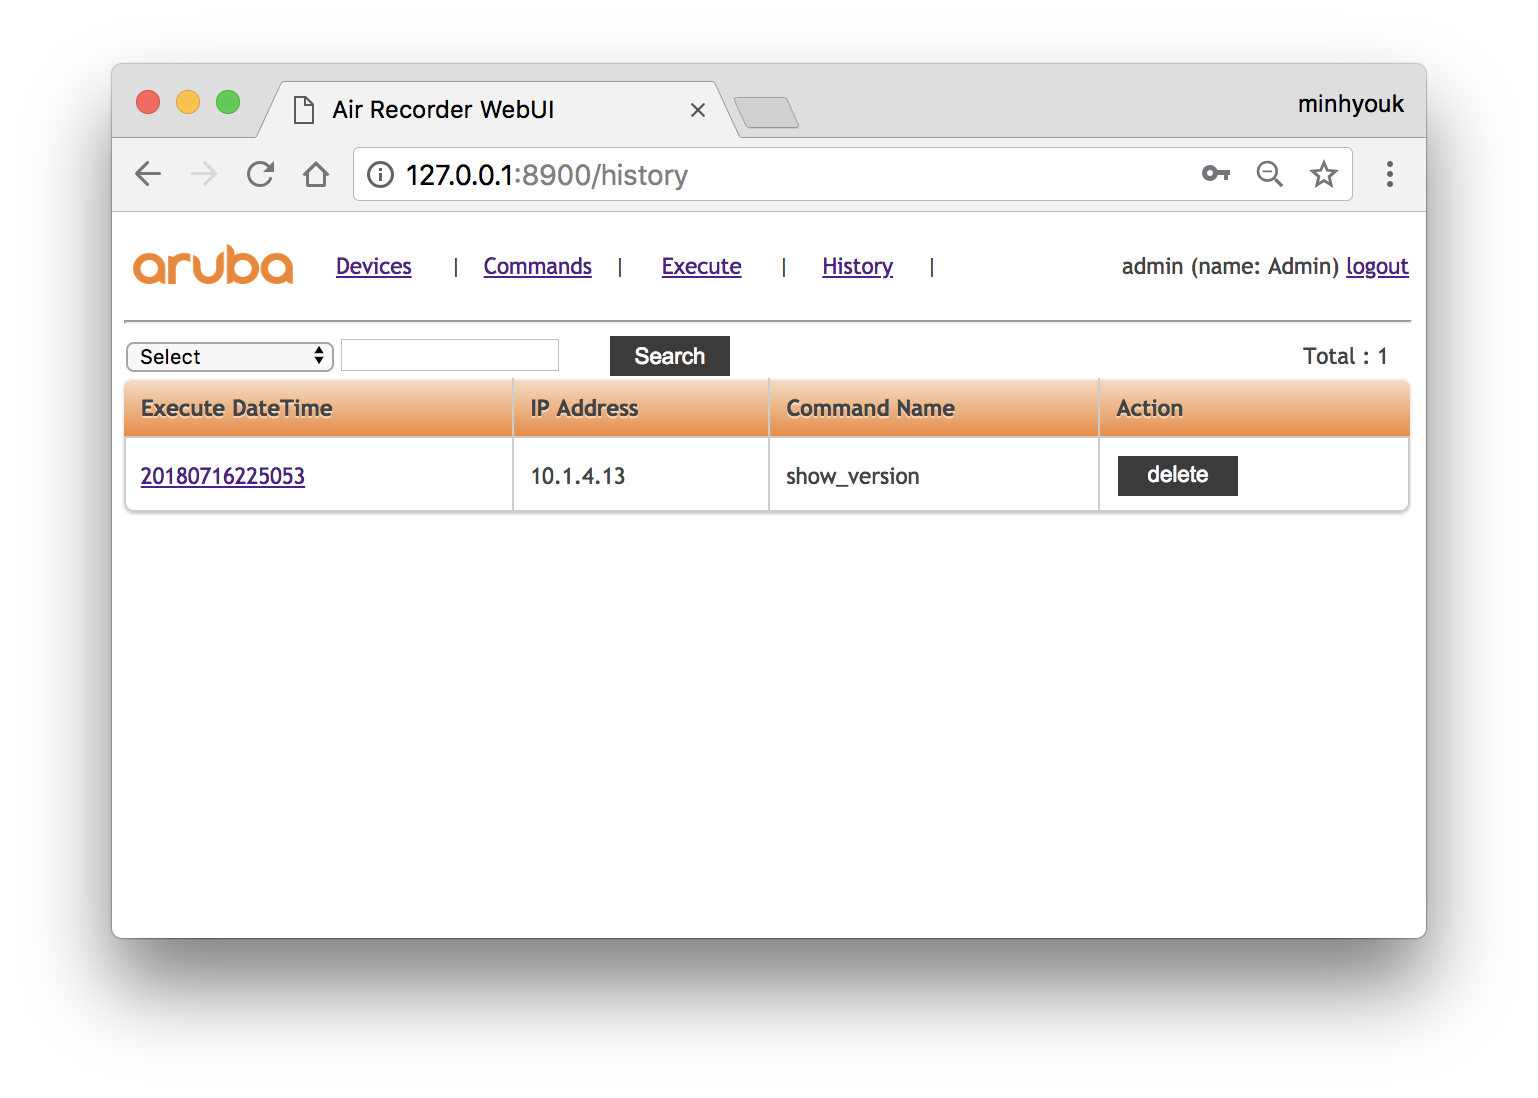 Air Recorder WebUI
minhyouk
127.0.0.1:8900/history
aruba Devices | Commands | Execute | History | admin (name: Admin) logout
Select Search Total : 1
Execute DateTime IP Address Command Name Action
20180716225053 10.1.4.13 show_version delete